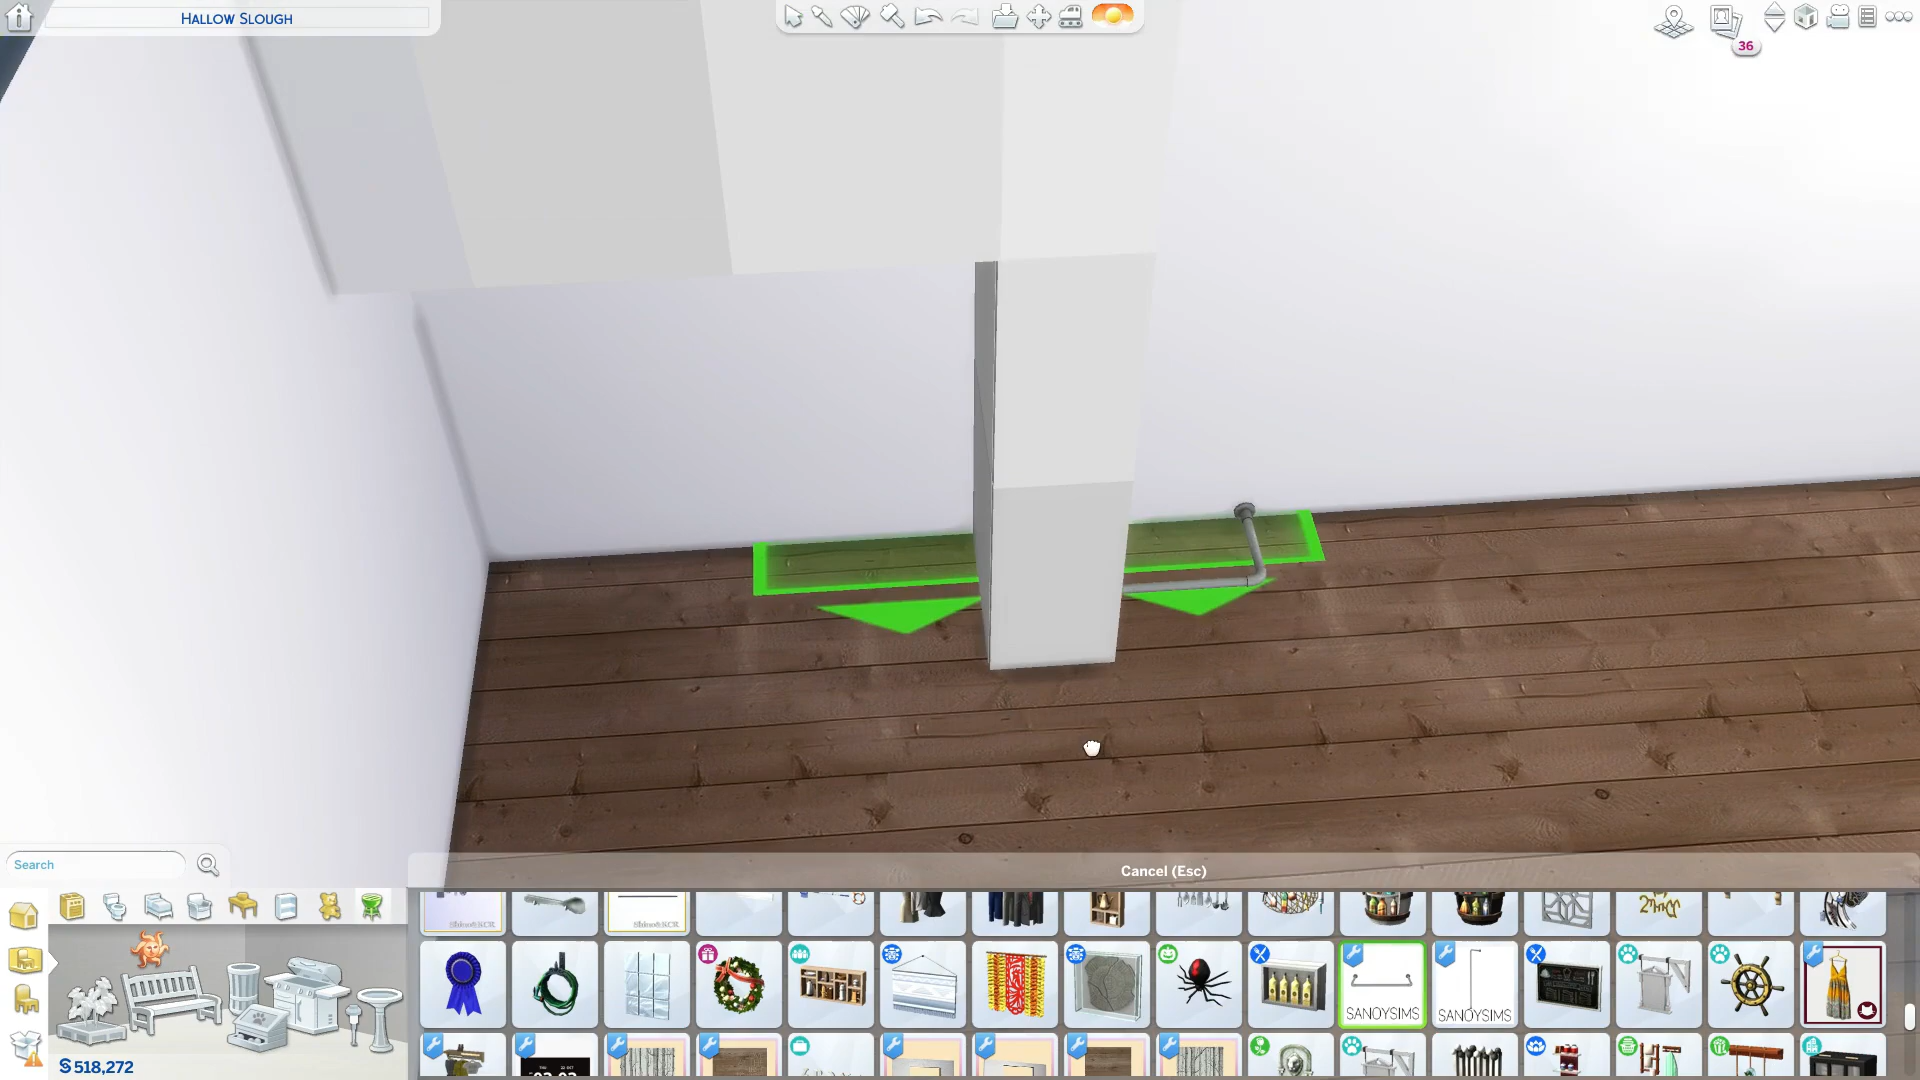 Hallow Slough
36
Search
Cancel (Esc)
SANOYSIMS
SANOYSIMS
§518,272